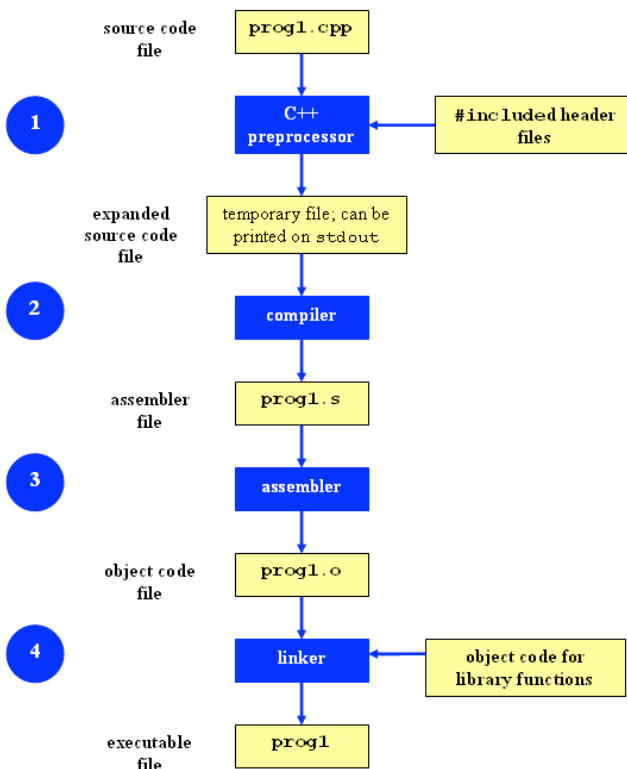 source code
file
prog1.cpp
1
C++
preprocessor
#included header
files
expanded
source code
file
temporary file; can be
printed on stdout
2
compiler
assembler
file
prog1.s
3
assembler
object code
file
prog1.o
4
linker
object code for
library functions
executable
file
prog1